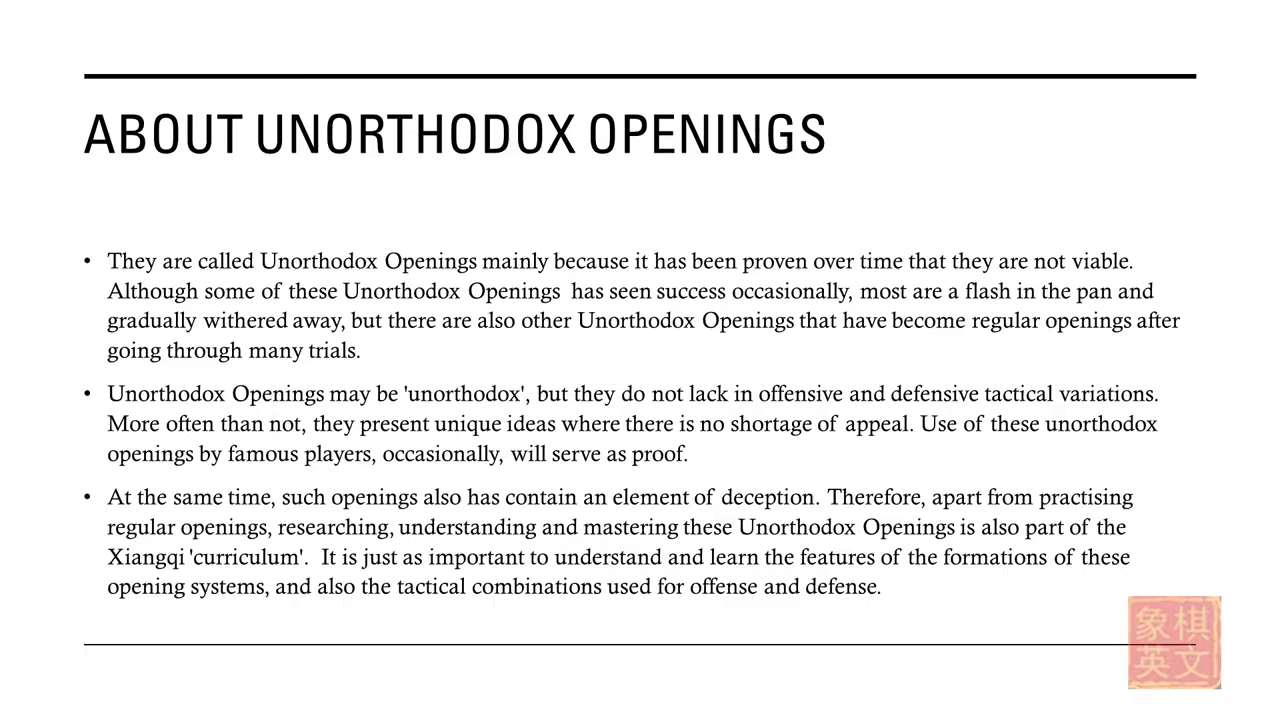 ABOUT UNORTHODOX OPENINGS
• They are called Unorthodox Openings mainly because it has been proven over time that they are not viable.
Although some of these Unorthodox Openings  has seen success occasionally, most are a flash in the pan and
gradually withered away, but there are also other Unorthodox Openings that have become regular openings after
going through many trials.
• Unorthodox Openings may be 'unorthodox', but they do not lack in offensive and defensive tactical variations.
More often than not, they present unique ideas where there is no shortage of appeal. Use of these unorthodox
openings by famous players, occasionally, will serve as proof.
• At the same time, such openings also has contain an element of deception. Therefore, apart from practising
regular openings, researching, understanding and mastering these Unorthodox Openings is also part of the
Xiangqi 'curriculum'.  It is just as important to understand and learn the features of the formations of these
opening systems, and also the tactical combinations used for offense and defense.
象棋
英文